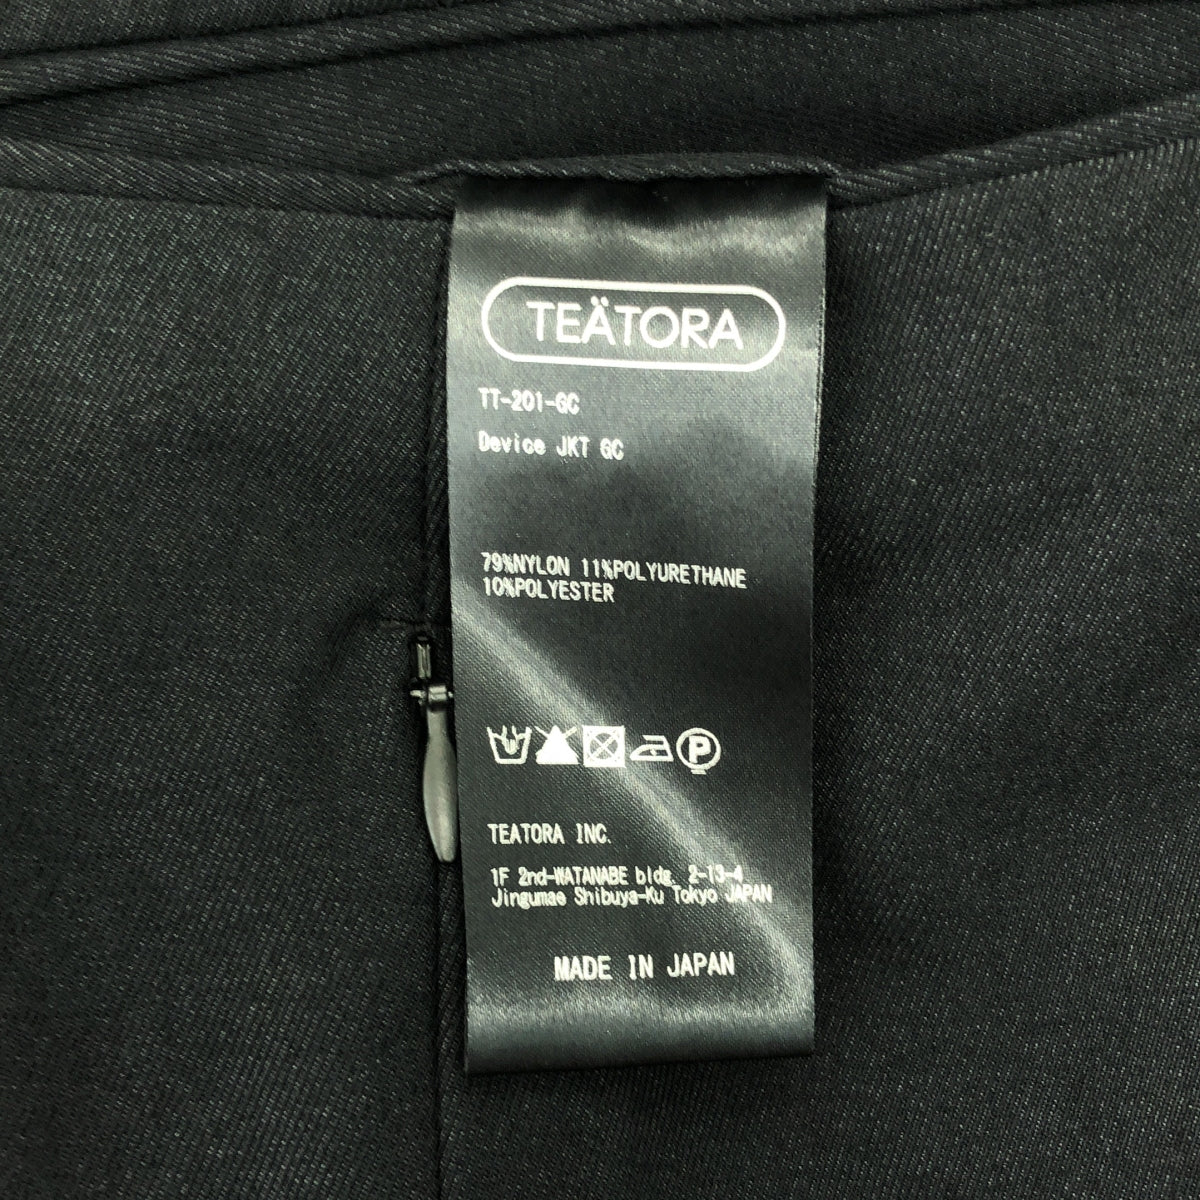 TEÄTORA
TT-201-GC
Device JKT GC
79%NYLON 11%POLYURETHANE
10%POLYESTER
P
TEATORA INC.
1F 2nd-WATANABE bldg. 2-13-4
Jingumae Shibuya-Ku Tokyo JAPAN
MADE IN JAPAN